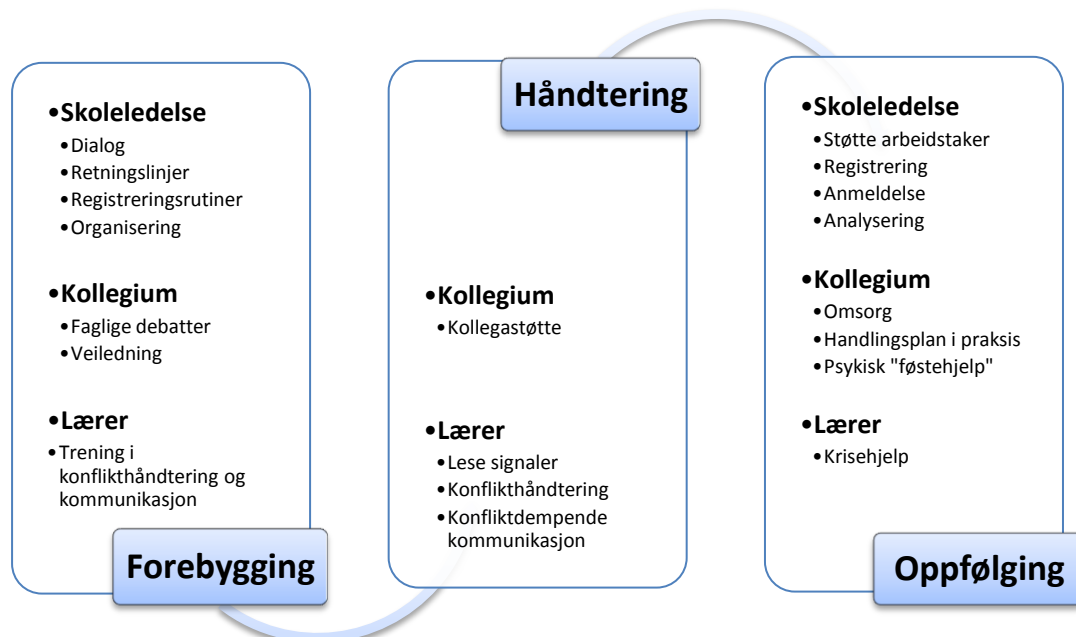 •Skoleledelse
•Dialog
•Retningslinjer
•Registreringsrutiner
•Organisering
•Kollegium
•Faglige debatter
•Veiledning
•Lærer
•Trening i
konflikthåndtering og
kommunikasjon
Forebygging
Håndtering
•Kollegium
•Kollegastøtte
•Lærer
•Lese signaler
•Konflikthåndtering
•Konfliktdempende
kommunikasjon
•Skoleledelse
•Støtte arbeidstaker
•Registrering
•Anmeldelse
•Analysering
•Kollegium
•Omsorg
•Handlingsplan i praksis
•Psykisk "føstehjelp"
•Lærer
•Krisehjelp
Oppfølging